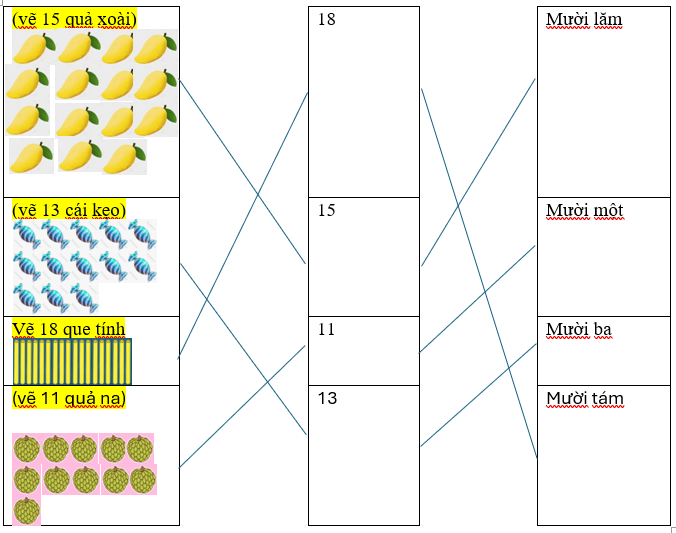 (vẽ 15 quả xoài)
18
Mười lăm
(vẽ 13 cái kẹo)
15
Mười một
Vẽ 18 que tính
11
Mười ba
(vẽ 11 quả na)
13
Mười tám